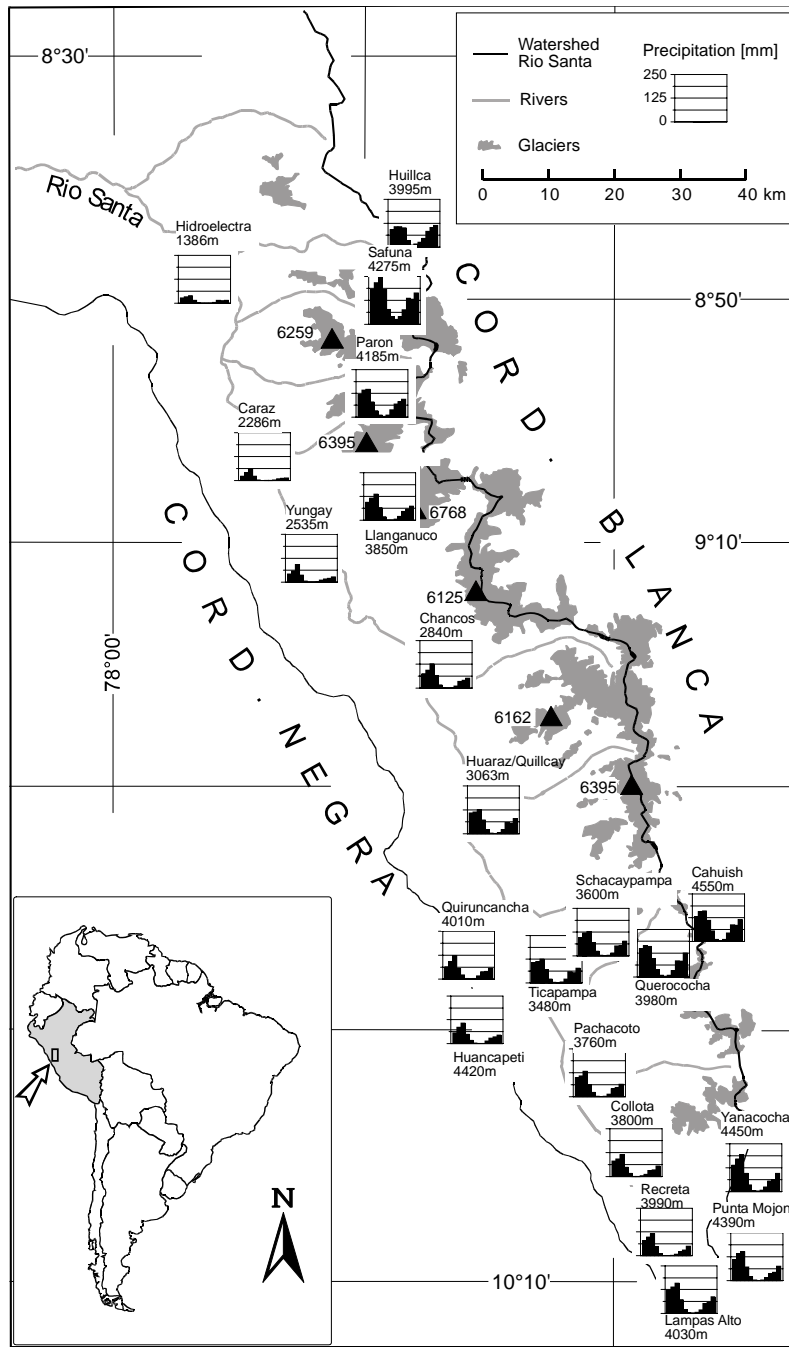 8°30'
Watershed
Rio Santa
Rivers
Glaciers
Precipitation [mm]
250
125
0
0 10 20 30 40 km
Rio Santa
Huillca
3995m
Hidroelectra
1386m
Safuna
4275m
CORD. BLANCA
8°50'
6259
Paron
4185m
Caraz
2286m
6395
6768
Yungay
2535m
Llanganuco
3850m
9°10'
CORD. NEGRA
6125
Chancos
2840m
78°00'
6162
Huaraz/Quillcay
3063m
6395
Schacaypampa
3600m
Cahuish
4550m
Quiruncancha
4010m
Ticapampa
3480m
Querococha
3980m
Huancapeti
4420m
Pachacoto
3760m
Collota
3800m
Yanacocha
4450m
Recreta
3990m
Punta Mojon
4390m
N
10°10'
Lampas Alto
4030m